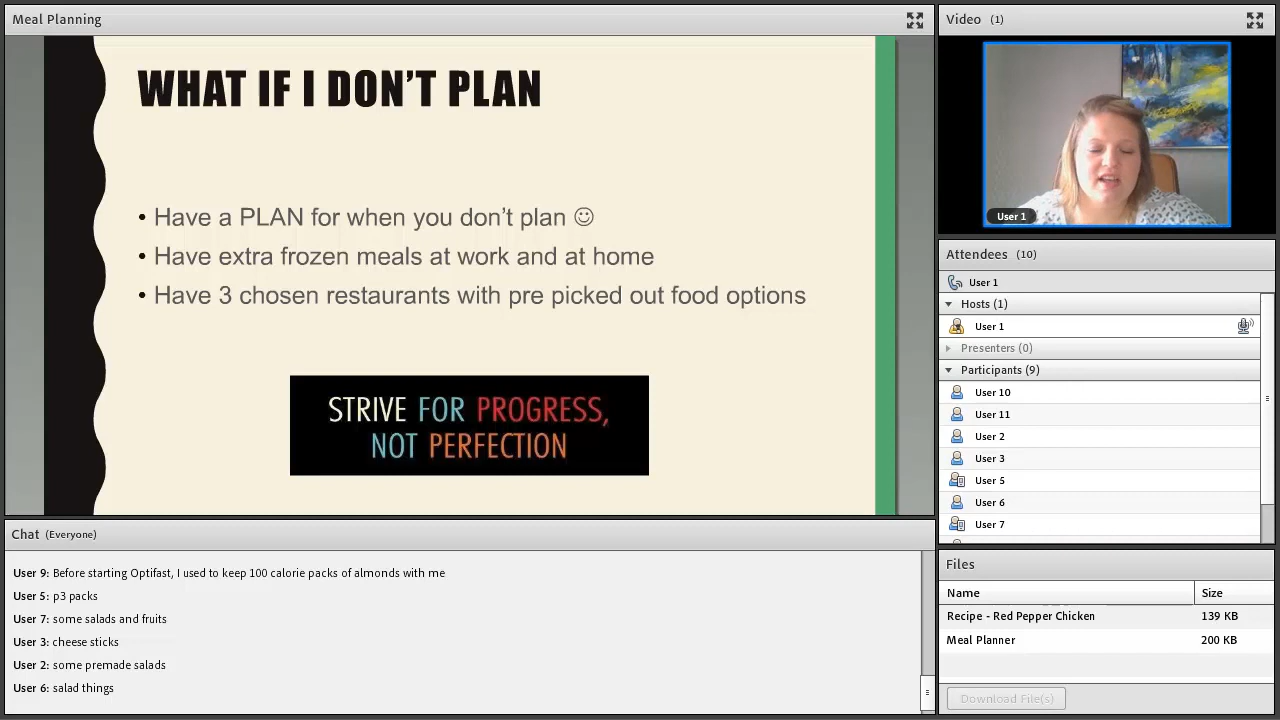 Meal Planning
WHAT IF I DON'T PLAN
• Have a PLAN for when you don't plan ☺
• Have extra frozen meals at work and at home
• Have 3 chosen restaurants with pre picked out food options
STRIVE FOR PROGRESS,
NOT PERFECTION
Chat (Everyone)
User 9: Before starting Optifast, I used to keep 100 calorie packs of almonds with me
User 5: p3 packs
User 7: some salads and fruits
User 3: cheese sticks
User 2: some premade salads
User 6: salad things
Video (1)
User 1
Attendees (10)
User 1
Hosts (1)
User 1
Presenters (0)
Participants (9)
User 10
User 11
User 2
User 3
User 5
User 6
User 7
Files
Name Size
Recipe - Red Pepper Chicken 139 KB
Meal Planner 200 KB
Download File(s)